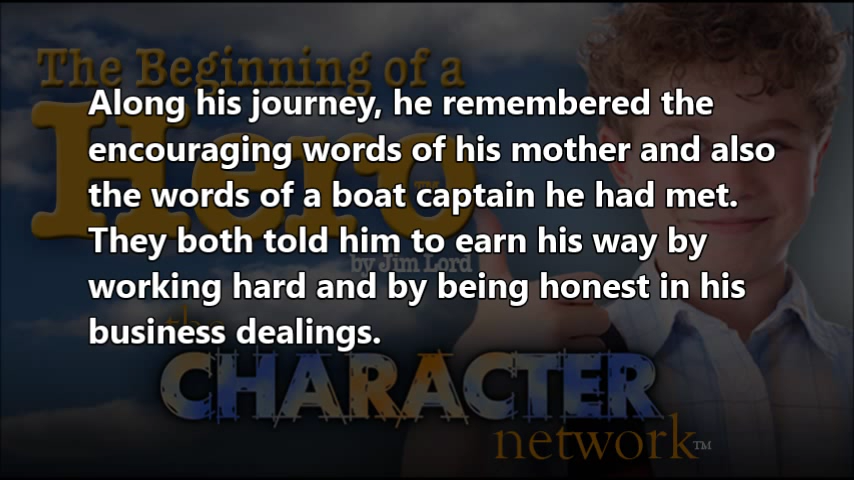 The Beginning of a
Hero
Along his journey, he remembered the
encouraging words of his mother and also
the words of a boat captain he had met.
They both told him to earn his way by
working hard and by being honest in his
business dealings.
by Jim Lord
the
CHARACTER
network™